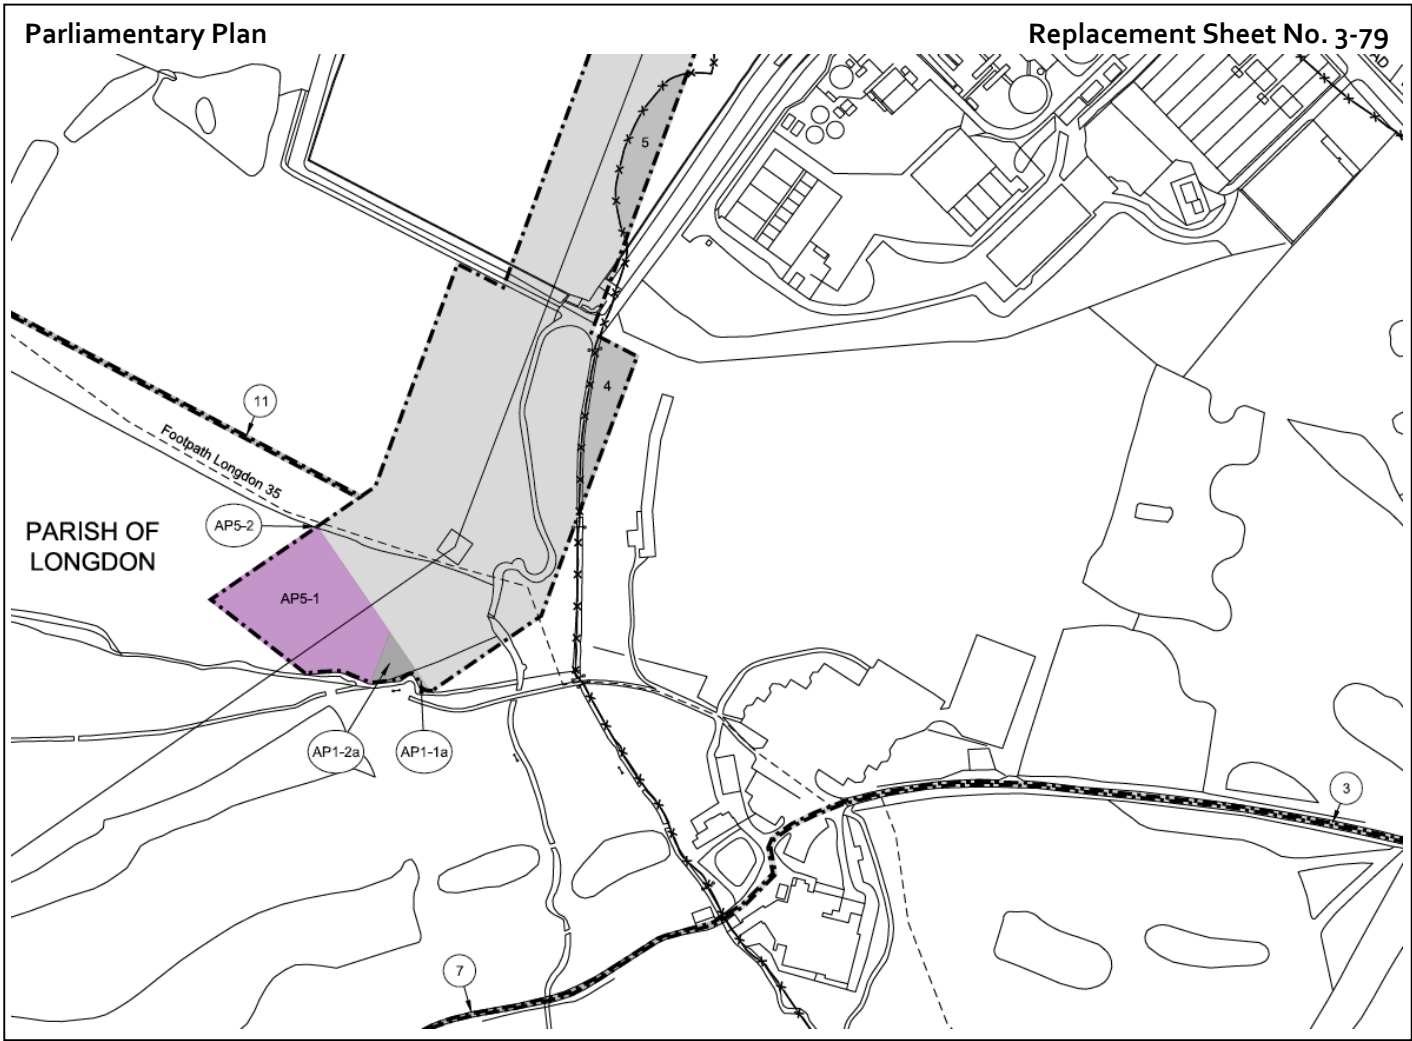 Parliamentary Plan
Replacement Sheet No. 3-79
5
4
11
Footpath Longdon 35
AP5-2
PARISH OF
LONGDON
AP5-1
AP1-2a
AP1-1a
3
7